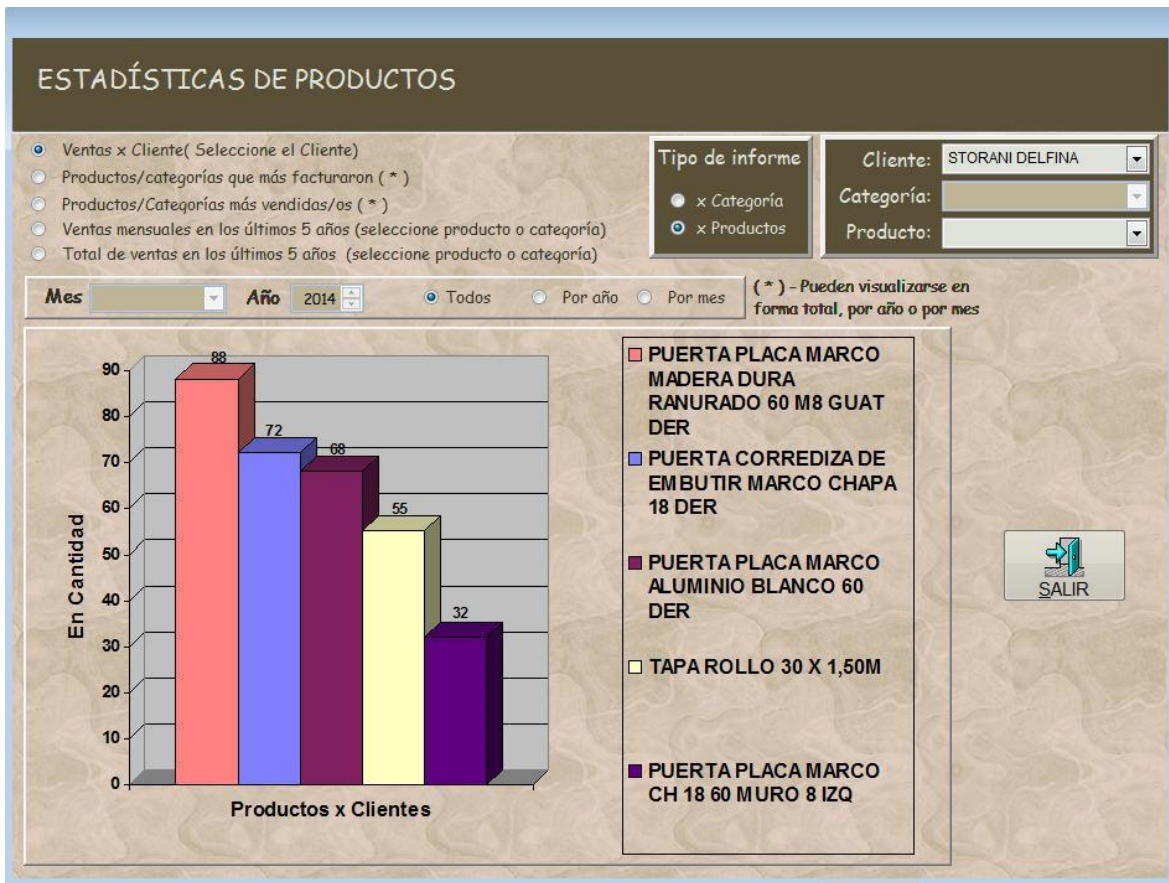 ESTADÍSTICAS DE PRODUCTOS
Ventas x Cliente( Seleccione el Cliente)
Productos/categorías que más facturaron ( * )
Productos/Categorías más vendidas/os ( * )
Ventas mensuales en los últimos 5 años (seleccione producto o categoría)
Total de ventas en los últimos 5 años (seleccione producto o categoría)
Tipo de informe
x Categoría
x Productos
Cliente: STORANI DELFINA
Categoría:
Producto:
Mes Año 2014 Todos Por año Por mes
( * ) - Pueden visualizarse en
forma total, por año o por mes
En Cantidad
90
80
70
60
50
40
30
20
10
0
88
72
68
55
32
Productos x Clientes
PUERTA PLACA MARCO
MADERA DURA
RANURADO 60 M8 GUAT
DER
PUERTA CORREDIZA DE
EMBUTIR MARCO CHAPA
18 DER
PUERTA PLACA MARCO
ALUMINIO BLANCO 60
DER
TAPA ROLLO 30 X 1,50M
PUERTA PLACA MARCO
CH 18 60 MURO 8 IZQ
SALIR